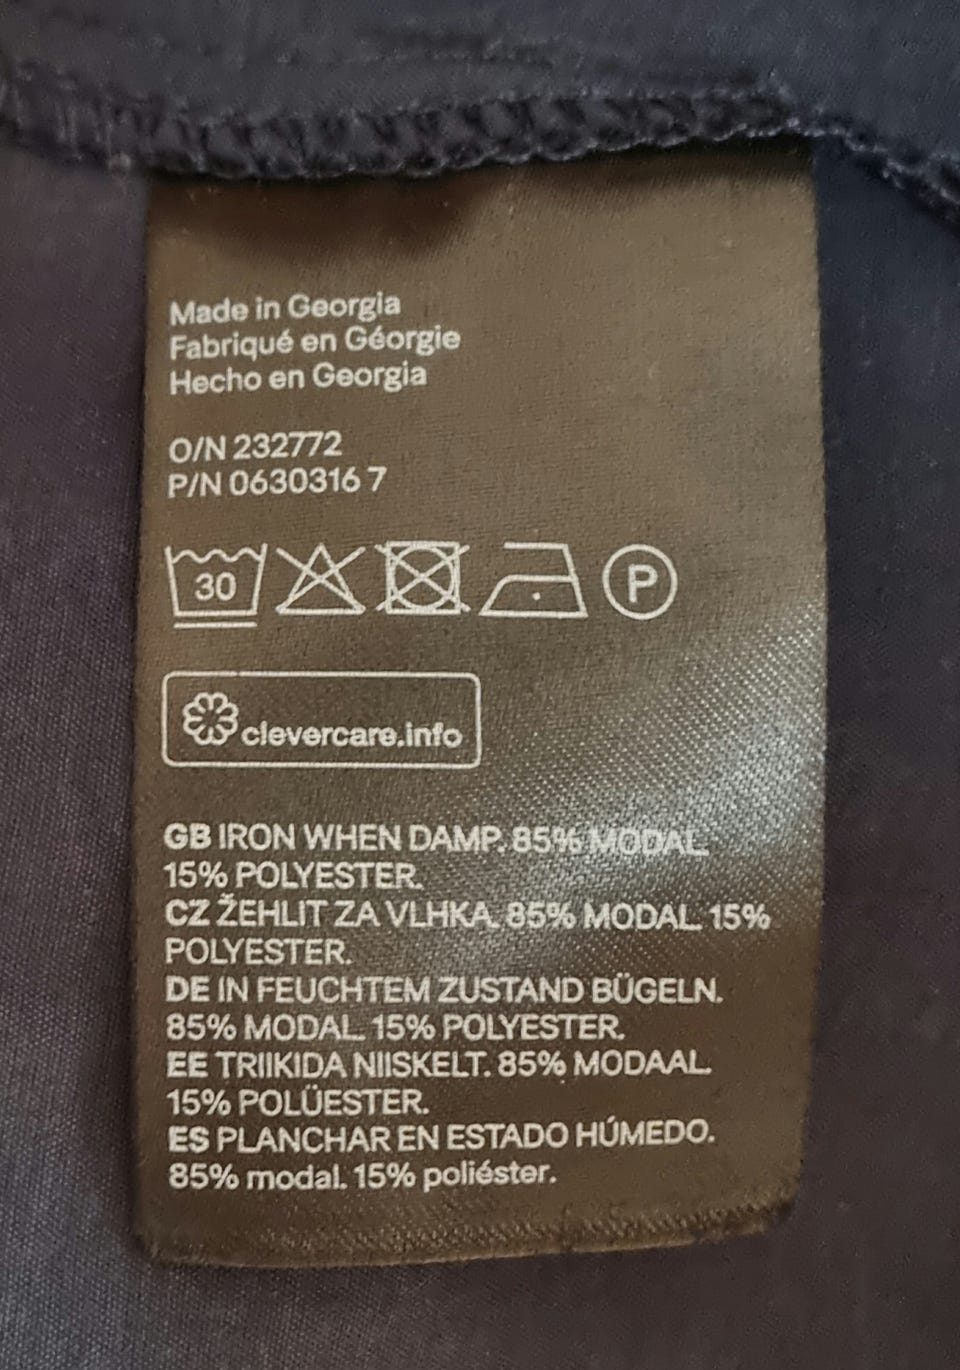 Made in Georgia
Fabriqué en Géorgie
Hecho en Georgia
O/N 232772
P/N 0630316 7
30 P
clevercare.info
GB IRON WHEN DAMP. 85% MODAL.
15% POLYESTER.
CZ ŽEHLIT ZA VLHKA. 85% MODAL. 15%
POLYESTER.
DE IN FEUCHTEM ZUSTAND BÜGELN.
85% MODAL. 15% POLYESTER.
EE TRIIKIDA NIISKELT. 85% MODAAL.
15% POLÜESTER.
ES PLANCHAR EN ESTADO HÚMEDO.
85% modal. 15% poliéster.